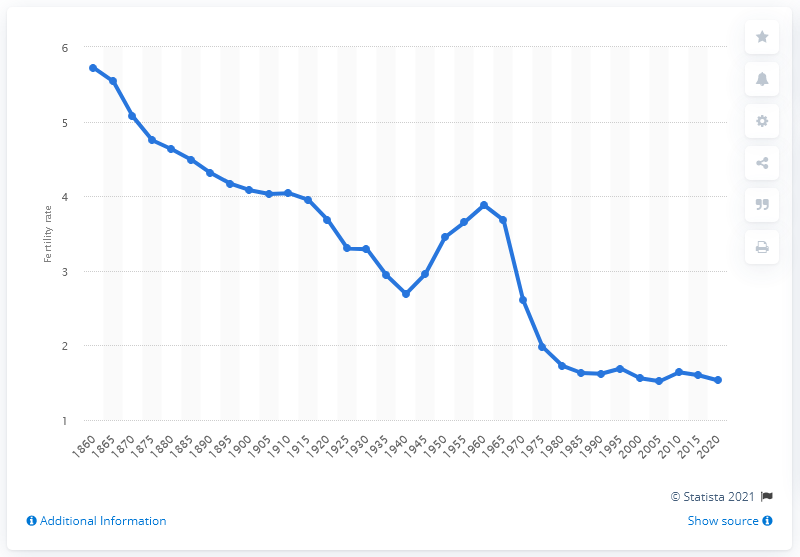 6
5
4
3
2
1
Fertility rate
1860 1865 1870 1875 1880 1885 1890 1895 1900 1905 1910 1915 1920 1925 1930 1935 1940 1945 1950 1955 1960 1965 1970 1975 1980 1985 1990 1995 2000 2005 2010 2015 2020
© Statista 2021
Additional Information
Show source